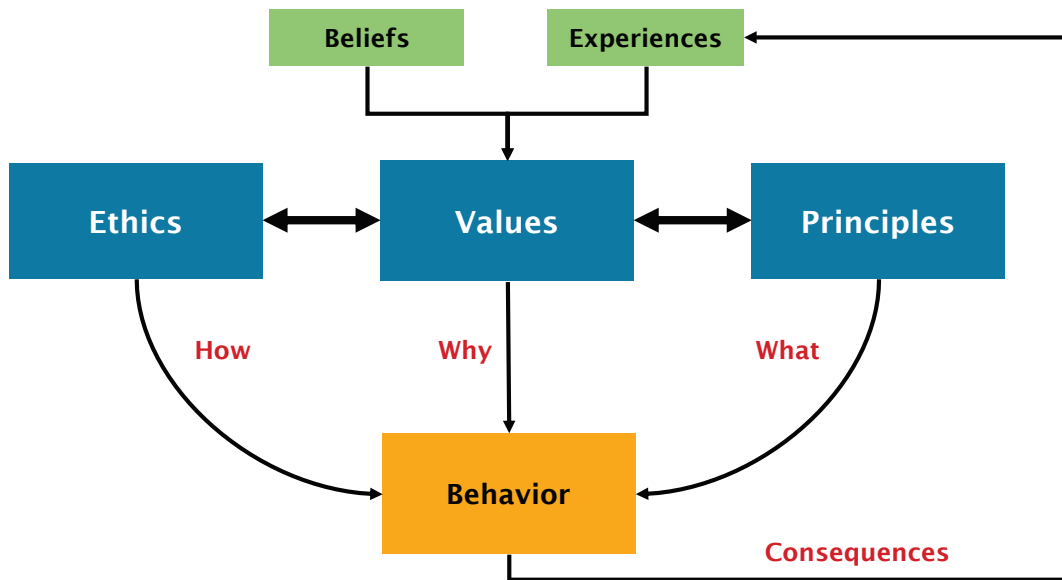 Beliefs
Experiences
Ethics
Values
Principles
How
Why
What
Behavior
Consequences